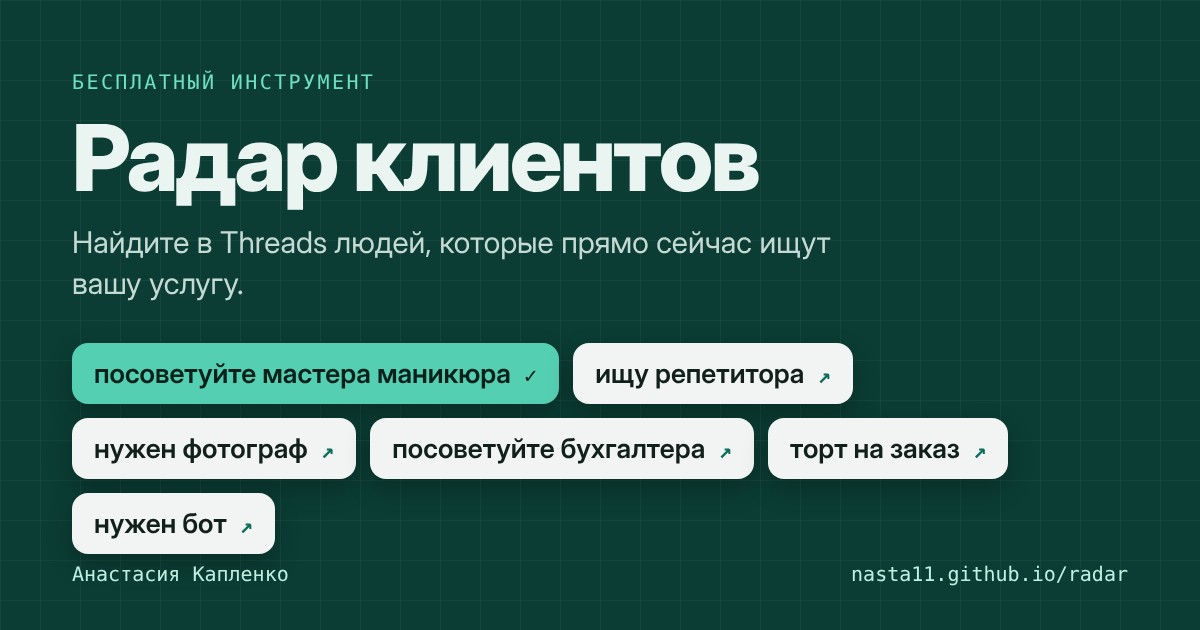 БЕСПЛАТНЫЙ ИНСТРУМЕНТ
Радар клиентов
Найдите в Threads людей, которые прямо сейчас ищут
вашу услугу.
посоветуйте мастера маникюра ✓ ищу репетитора ↗
нужен фотограф ↗ посоветуйте бухгалтера ↗ торт на заказ ↗
нужен бот ↗
Анастасия Капленко nasta11.github.io/radar